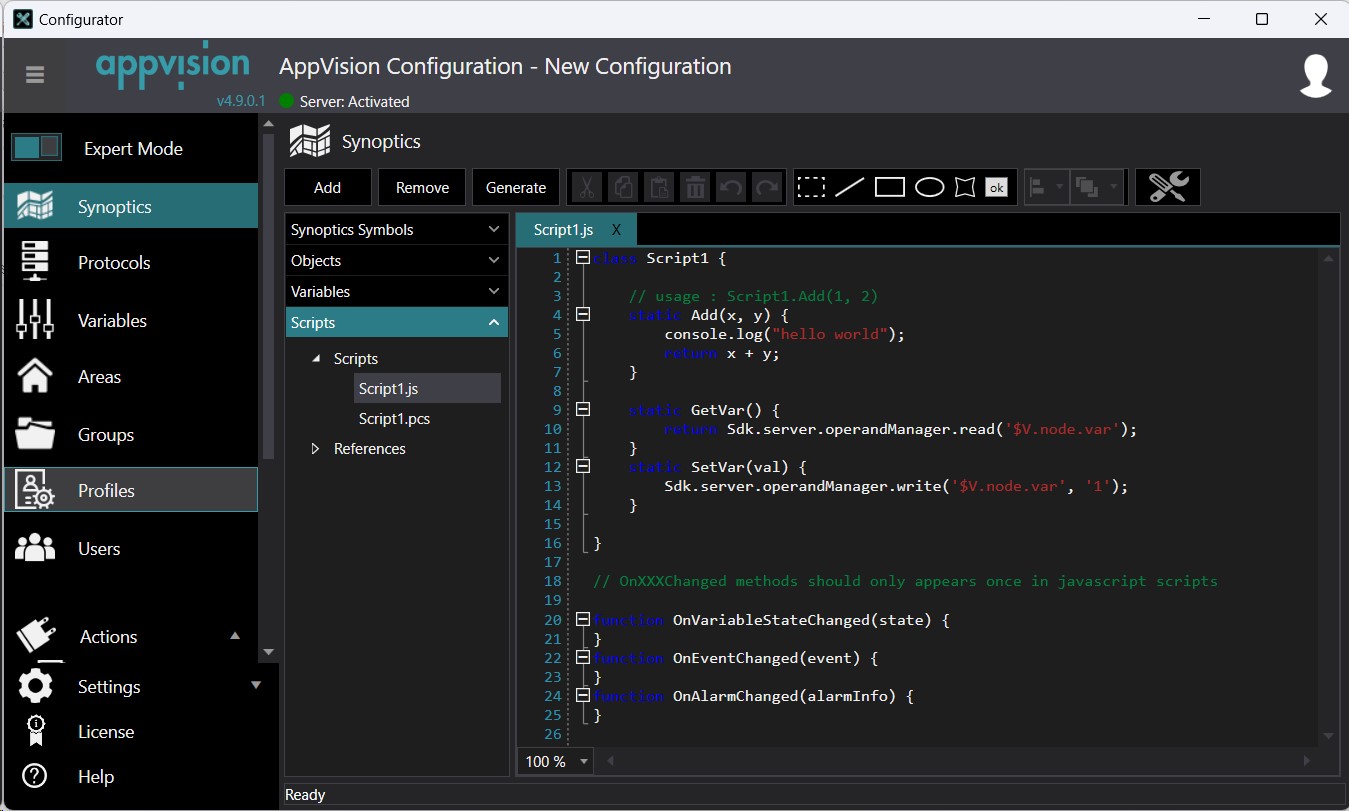 Configurator
appvision
v4.9.0.1
AppVision Configuration - New Configuration
Server: Activated
Expert Mode
Synoptics
Protocols
Variables
Areas
Groups
Profiles
Users
Actions
Settings
License
Help
Synoptics
Add Remove Generate ok
Synoptics Symbols
Objects
Variables
Scripts
Scripts
Script1.js
Script1.pcs
References
Script1.js X
1 class Script1 {
2
3 // usage : Script1.Add(1, 2)
4 static Add(x, y) {
5 console.log("hello world");
6 return x + y;
7 }
8
9 static GetVar() {
10 return Sdk.server.operandManager.read('$V.node.var');
11 }
12 static SetVar(val) {
13 Sdk.server.operandManager.write('$V.node.var', '1');
14 }
15
16 }
17
18 // OnXXXChanged methods should only appears once in javascript scripts
19
20 function OnVariableStateChanged(state) {
21 }
22 function OnEventChanged(event) {
23 }
24 function OnAlarmChanged(alarmInfo) {
25 }
26
100 %
Ready